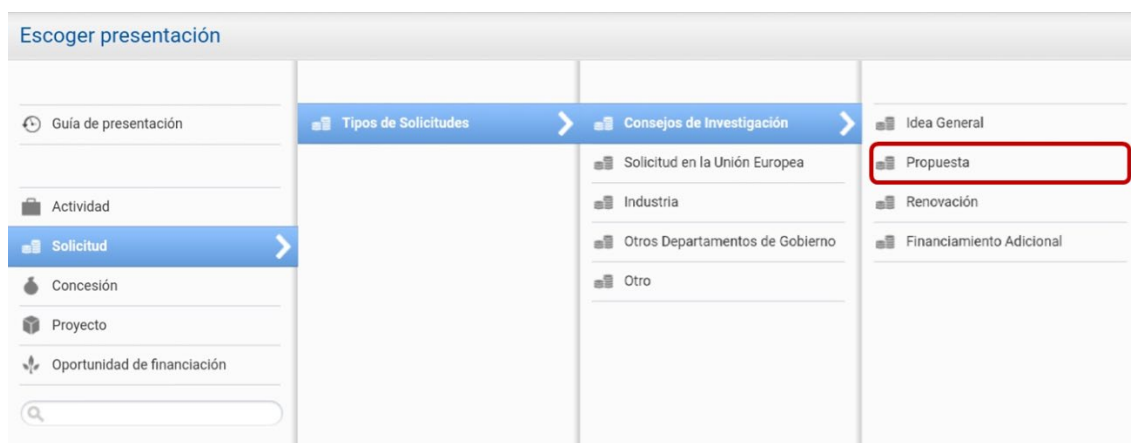 Escoger presentación
Guía de presentación
Actividad
Solicitud
Concesión
Proyecto
Oportunidad de financiación
Tipos de Solicitudes
Consejos de Investigación
Solicitud en la Unión Europea
Industria
Otros Departamentos de Gobierno
Otro
Idea General
Propuesta
Renovación
Financiamiento Adicional